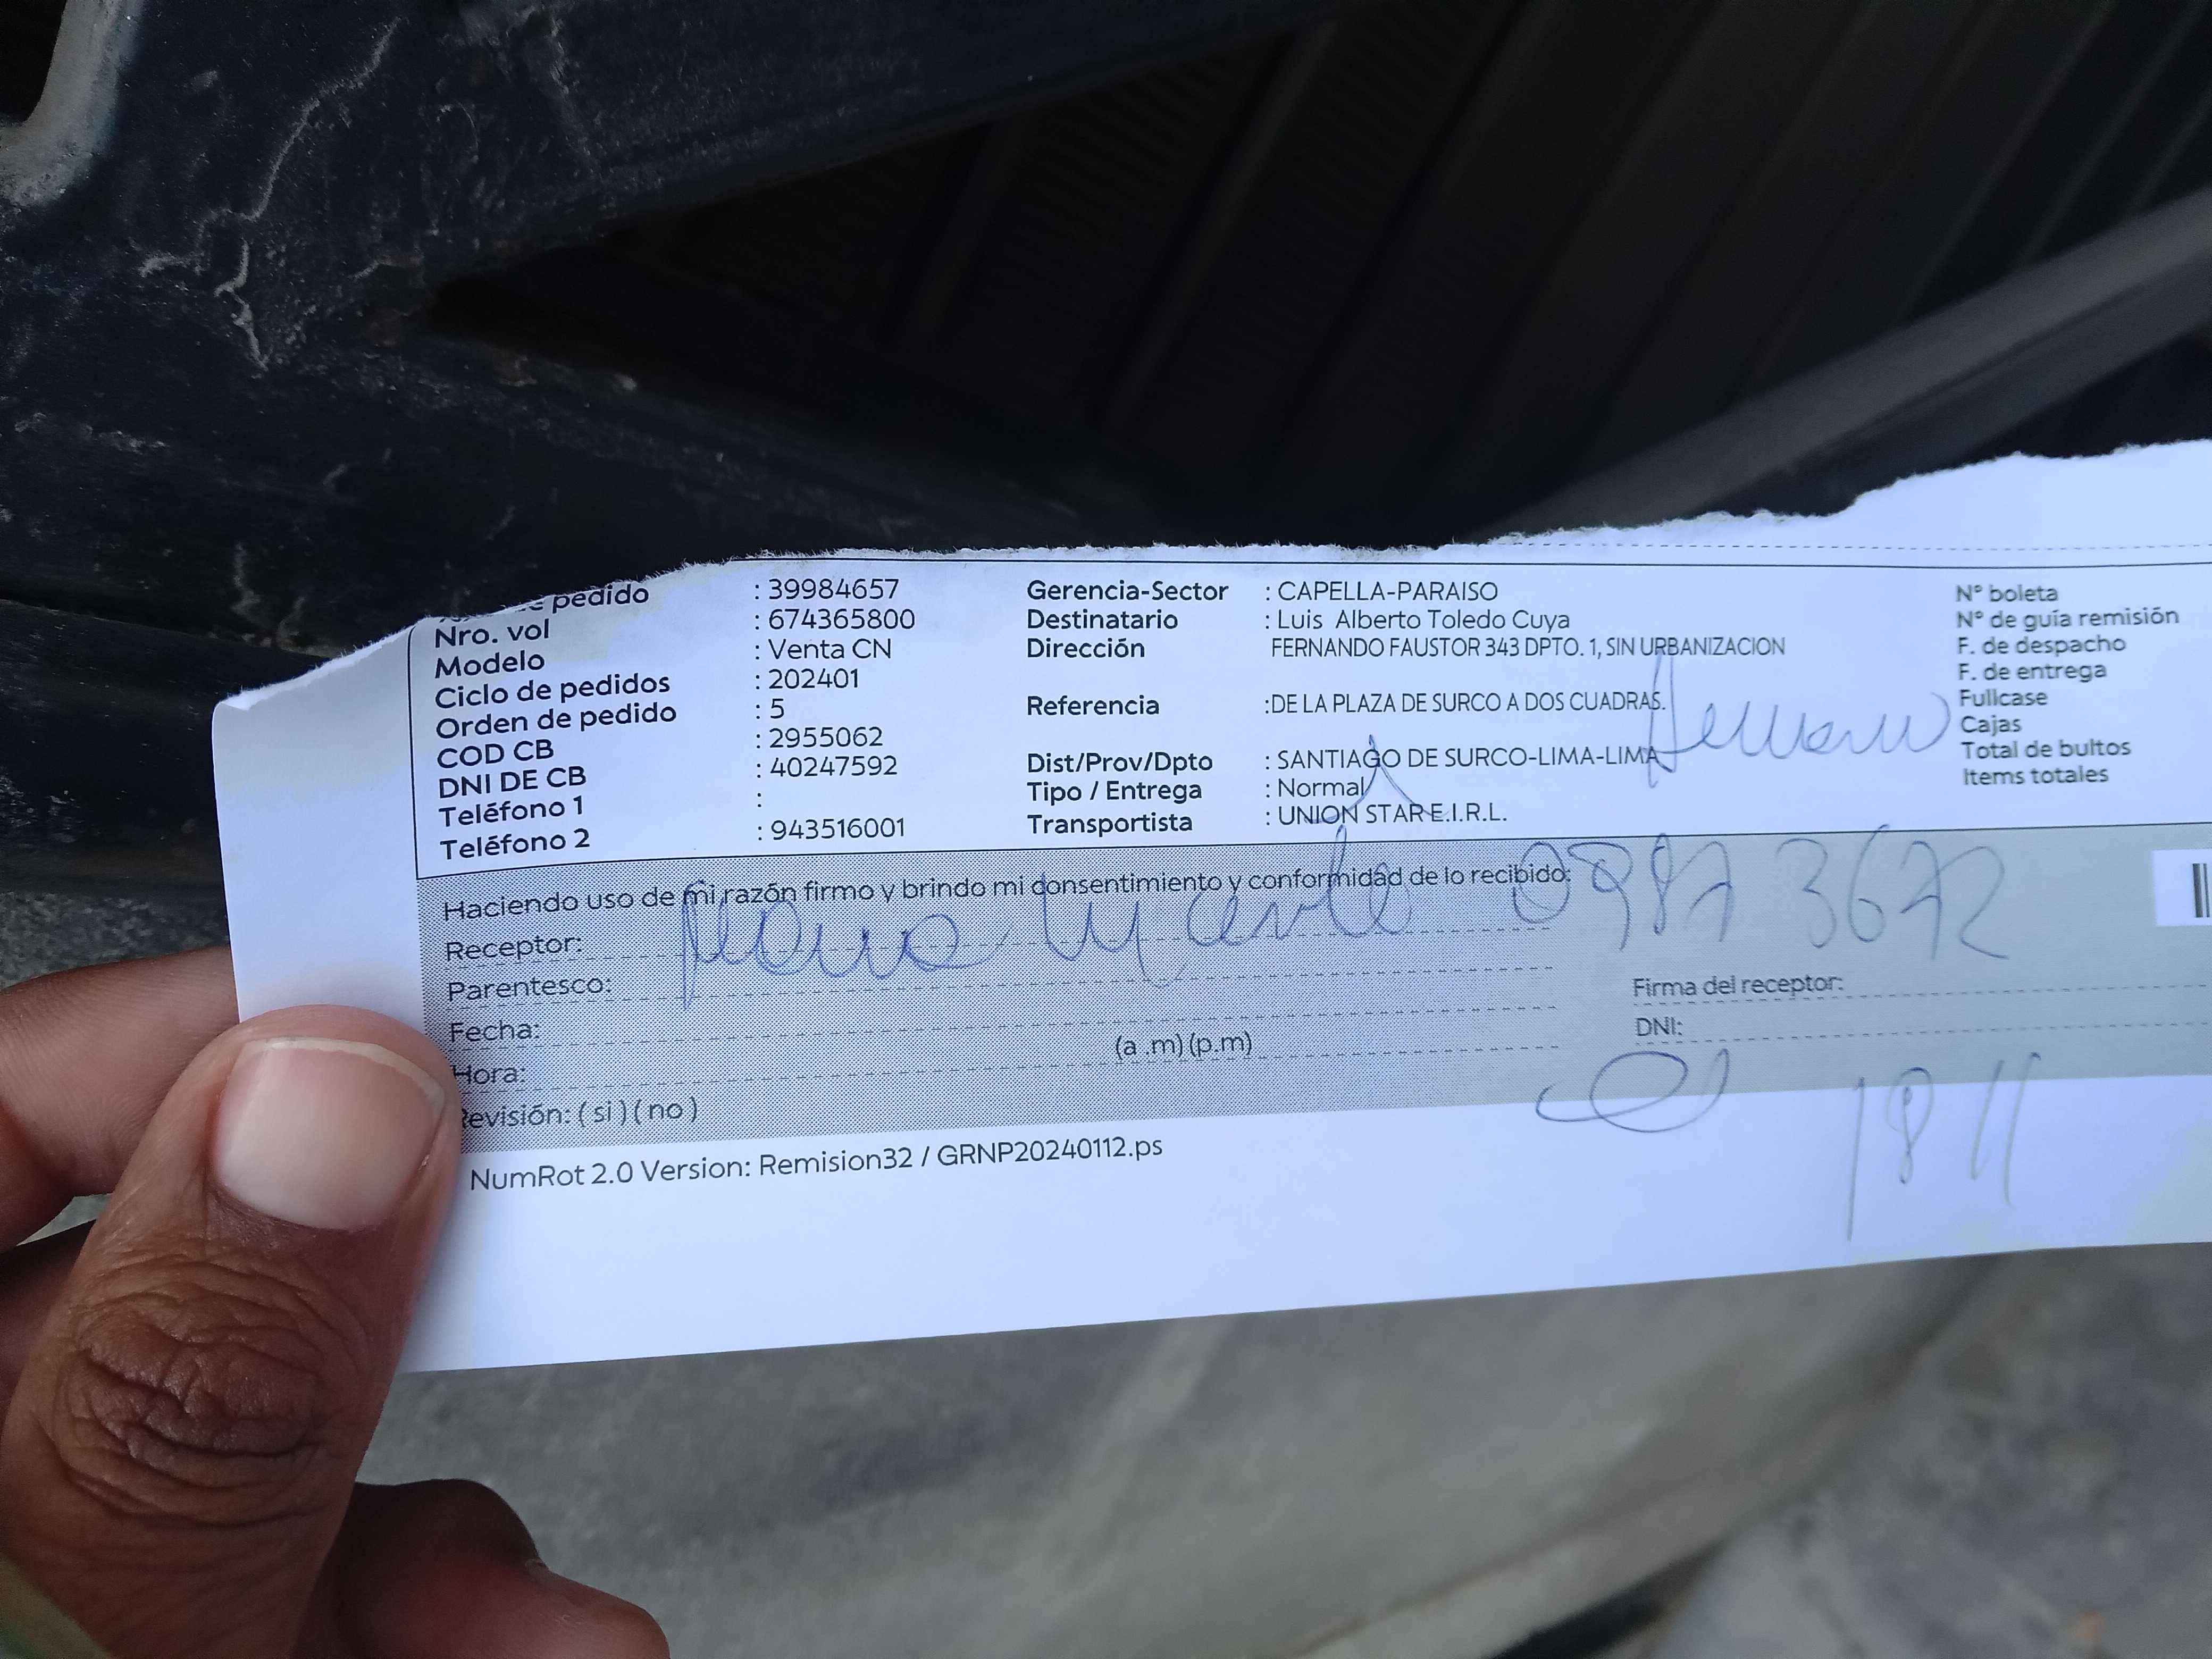 pedido : 39984657 Gerencia-Sector : CAPELLA-PARAISO Nº boleta
Nro. vol : 674365800 Destinatario : Luis Alberto Toledo Cuya Nº de guía remisión
Modelo : Venta CN Dirección FERNANDO FAUSTOR 343 DPTO. 1, SIN URBANIZACION F. de despacho
Ciclo de pedidos : 202401 F. de entrega
Orden de pedido : 5 Referencia :DE LA PLAZA DE SURCO A DOS CUADRAS. Fullcase
COD CB : 2955062 Cajas
DNI DE CB : 40247592 Dist/Prov/Dpto : SANTIAGO DE SURCO-LIMA-LIMA Total de bultos
Teléfono 1 : Tipo / Entrega : Normal Items totales
Teléfono 2 : 943516001 Transportista : UNION STAR E.I.R.L.
Haciendo uso de mi razón firmo y brindo mi consentimiento y conformidad de lo recibido:
Receptor: 09873672
Parentesco: Firma del receptor:
Fecha: DNI:
Hora: (a .m) (p.m)
Revisión: ( si ) ( no )
NumRot 2.0 Version: Remision32 / GRNP20240112.ps